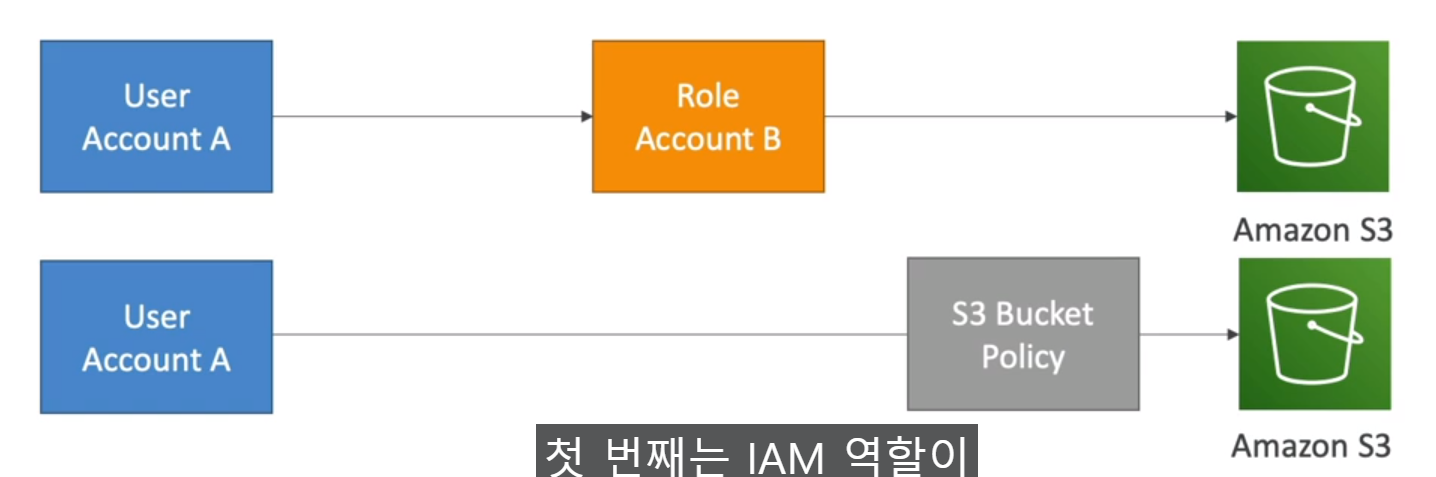 User
Account A
Role
Account B
Amazon S3
User
Account A
S3 Bucket
Policy
Amazon S3
첫 번째는 IAM 역할이